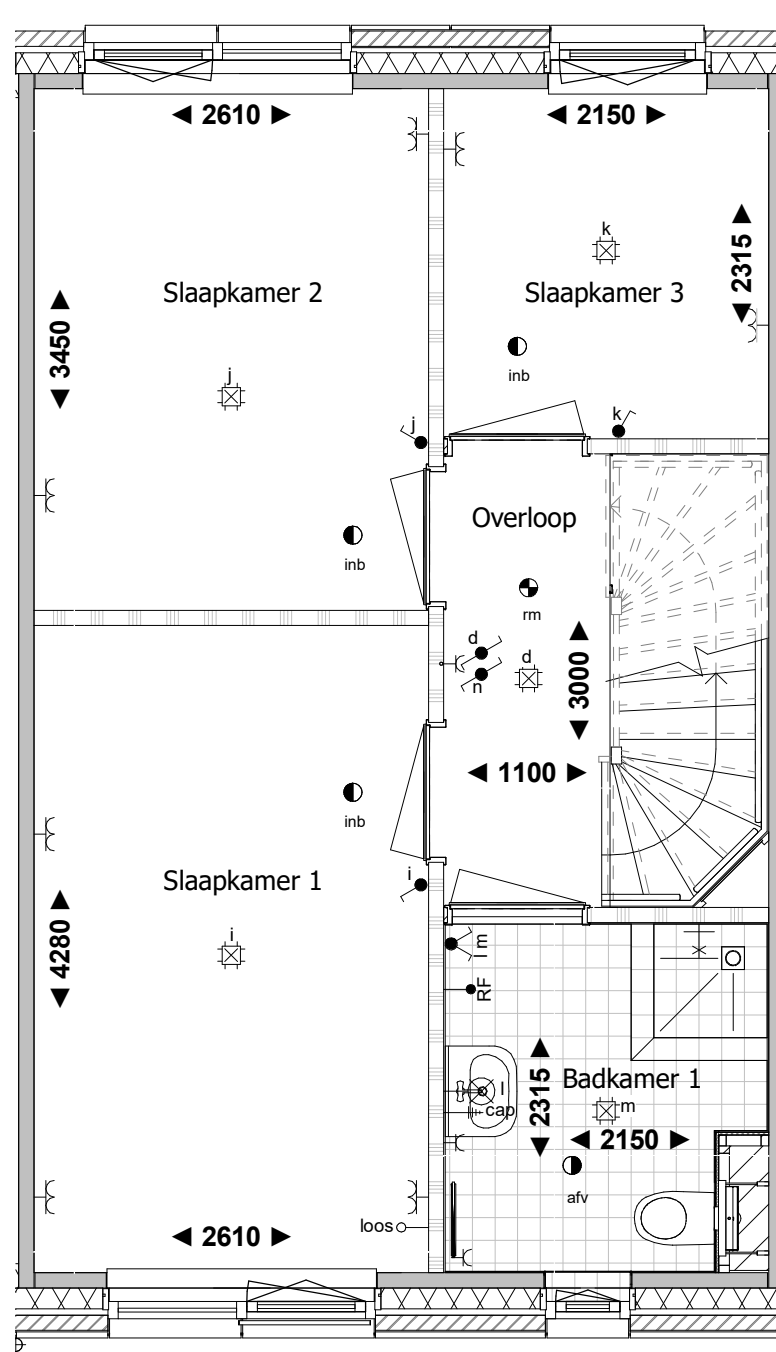 ◄ 2610 ►
◄ 2150 ►
k
◄ 2315 ►
Slaapkamer 2
Slaapkamer 3
◄ 3450 ►
inb
j
k
j
Overloop
inb
rm
d
d
n
◄ 3000 ►
◄ 1100 ►
inb
i
Slaapkamer 1
i
◄ 4280 ►
l m
RF
Badkamer 1
l
cap
◄ 2315 ►
m
◄ 2150 ►
afv
loos
◄ 2610 ►